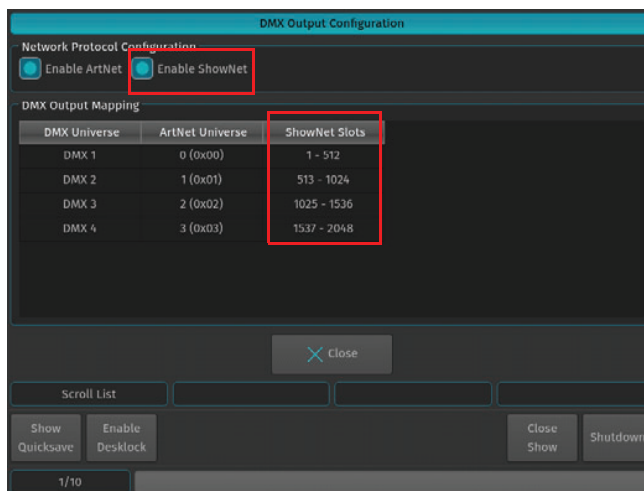 DMX Output Configuration
Network Protocol Configuration
Enable ArtNet Enable ShowNet
DMX Output Mapping
DMX Universe ArtNet Universe ShowNet Slots
DMX 1 0 (0x00) 1 - 512
DMX 2 1 (0x01) 513 - 1024
DMX 3 2 (0x02) 1025 - 1536
DMX 4 3 (0x03) 1537 - 2048
Close
Scroll List
Show Quicksave
Enable Desklock
Close Show
Shutdown
1/10